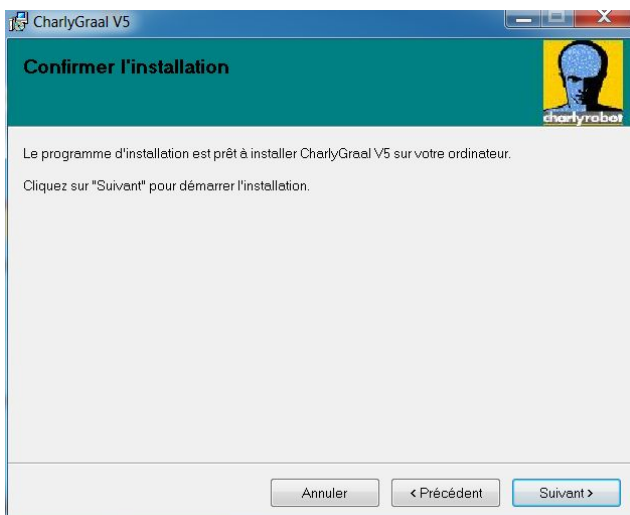 CharlyGraal V5
Confirmer l'installation
charlyrobot
Le programme d'installation est prêt à installer CharlyGraal V5 sur votre ordinateur.
Cliquez sur "Suivant" pour démarrer l'installation.
Annuler
< Précédent
Suivant >